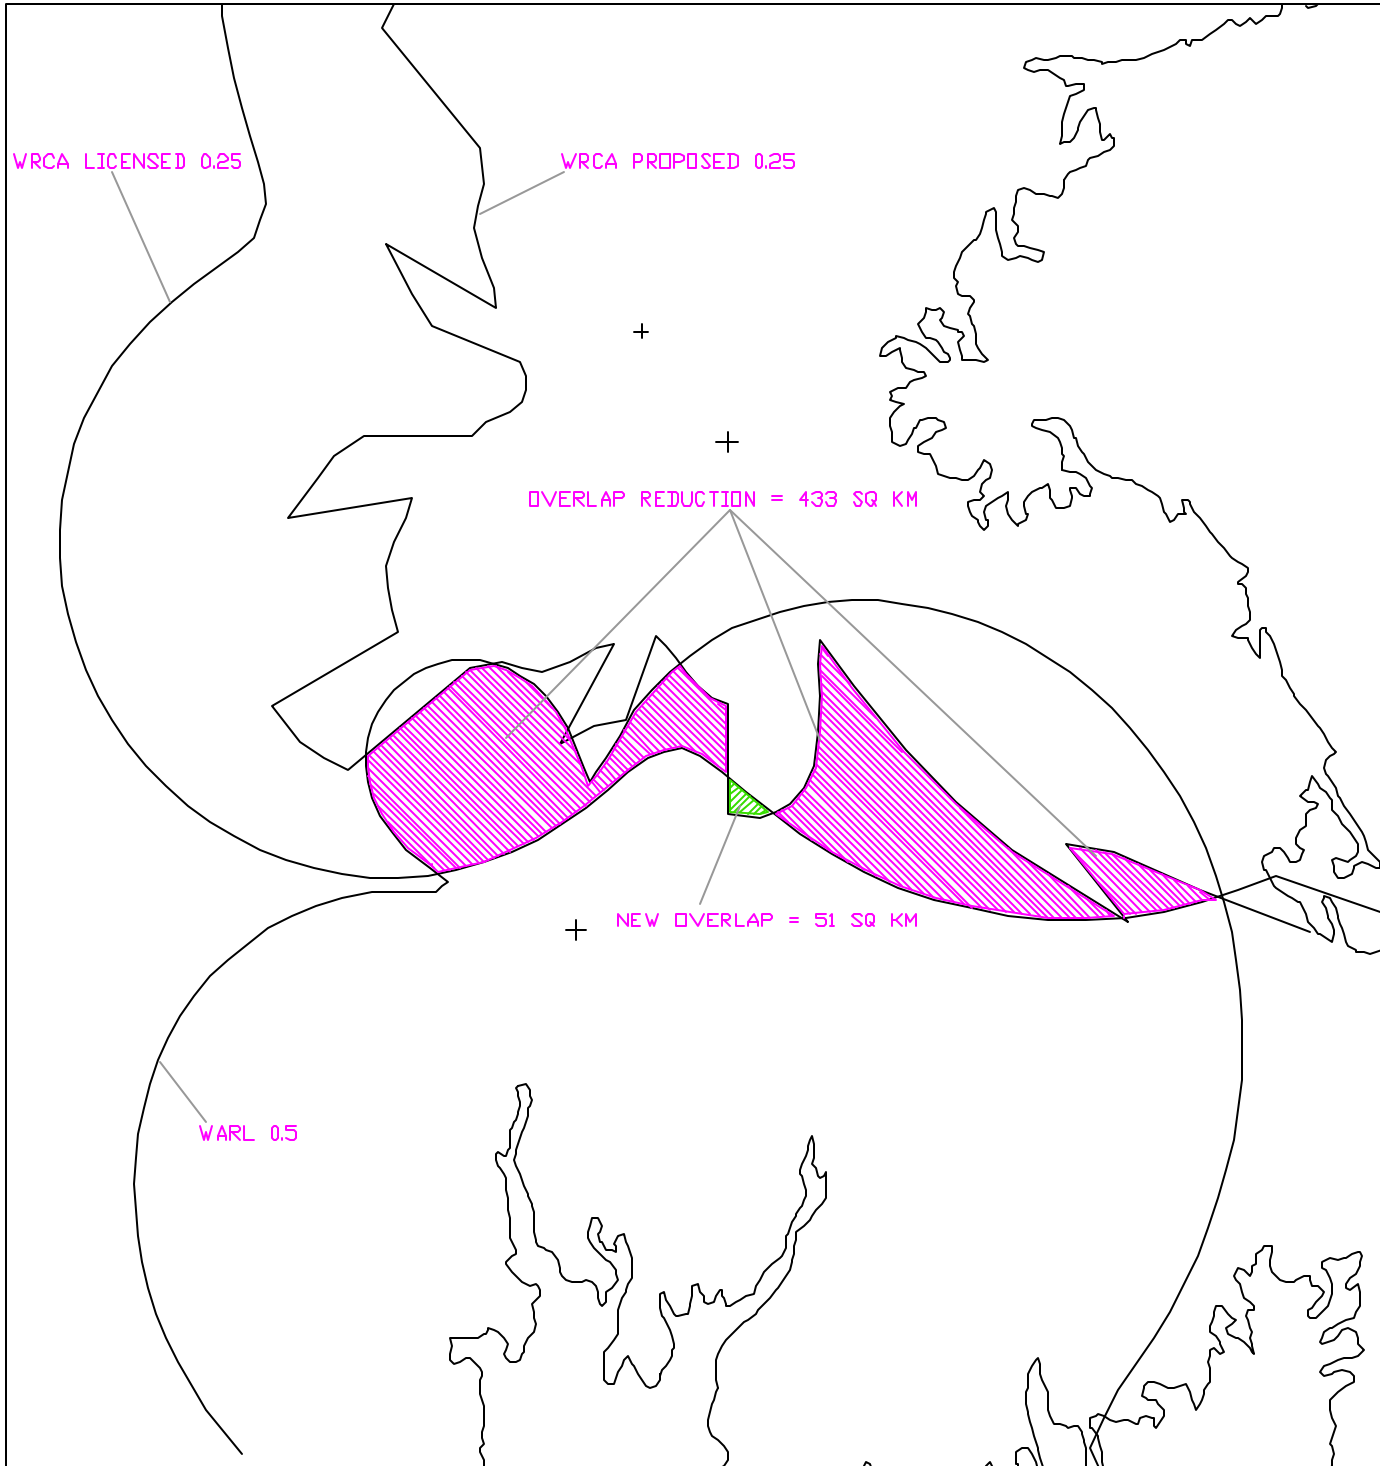 WRCA LICENSED 0.25
WRCA PROPOSED 0.25
OVERLAP REDUCTION = 433 SQ KM
NEW OVERLAP = 51 SQ KM
WARL 0.5